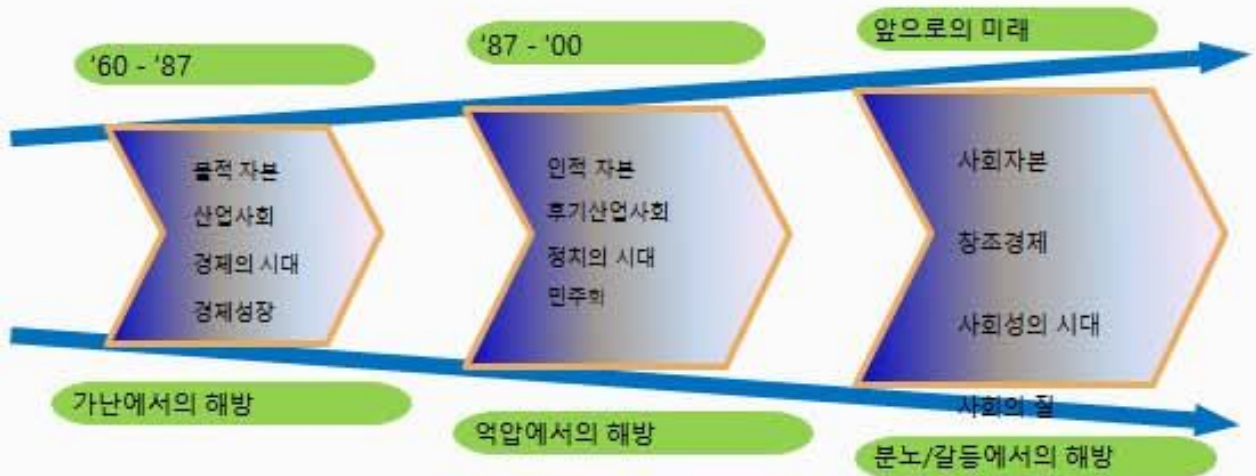 '60 - '87
물적 자본
산업사회
경제의 시대
경제성장
가난에서의 해방
'87 - '00
인적 자본
후기산업사회
정치의 시대
민주화
억압에서의 해방
앞으로의 미래
사회자본
창조경제
사회성의 시대
사회의 질
분노/갈등에서의 해방